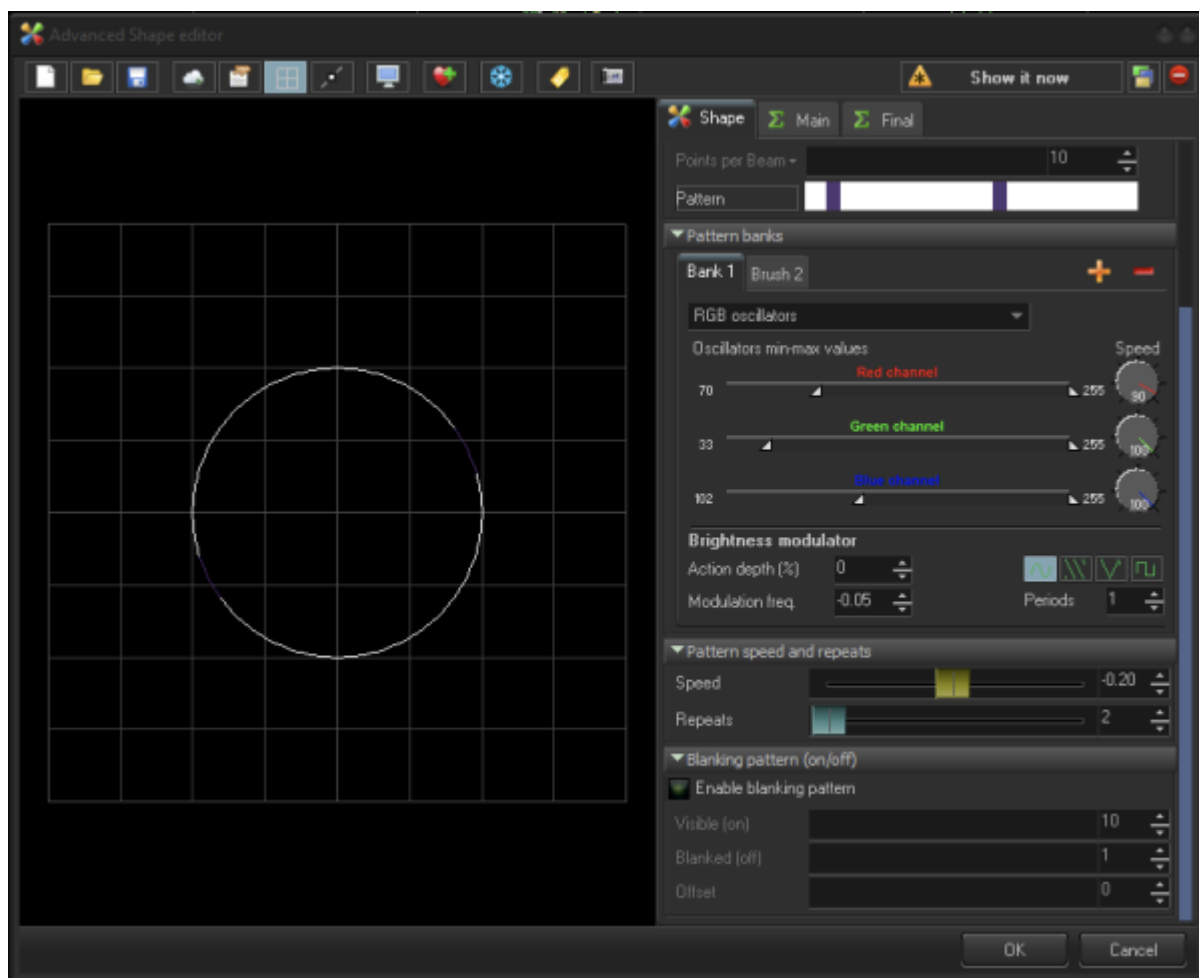 Advanced Shape editor
Show it now
Shape Main Final
Points per Beam 10
Pattern
Pattern banks
Bank 1 Brush 2
RGB oscillators
Oscillators min-max values Speed
Red channel
70 255 90
Green channel
33 255 100
Blue channel
102 255 100
Brightness modulator
Action depth (%) 0
Modulation freq. -0.05 Periods 1
Pattern speed and repeats
Speed -0.20
Repeats 2
Blanking pattern (on/off)
Enable blanking pattern
Visible (on) 10
Blanked (off) 1
Offset 0
OK Cancel